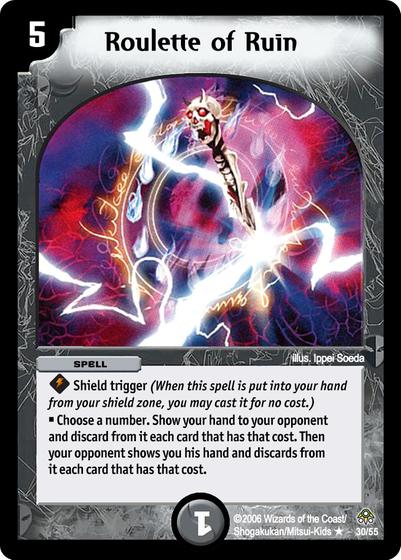 5
Roulette of Ruin
illus. Ippei Soeda
SPELL
Shield trigger (When this spell is put into your hand
from your shield zone, you may cast it for no cost.)
▪ Choose a number. Show your hand to your opponent
and discard from it each card that has that cost. Then
your opponent shows you his hand and discards from
it each card that has that cost.
1
©2006 Wizards of the Coast/
Shogakukan/Mitsui-Kids ★ 30/55